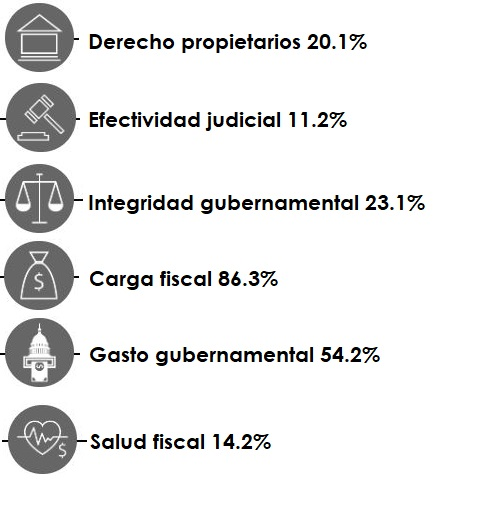 Derecho propietarios 20.1%
Efectividad judicial 11.2%
Integridad gubernamental 23.1%
Carga fiscal 86.3%
Gasto gubernamental 54.2%
Salud fiscal 14.2%